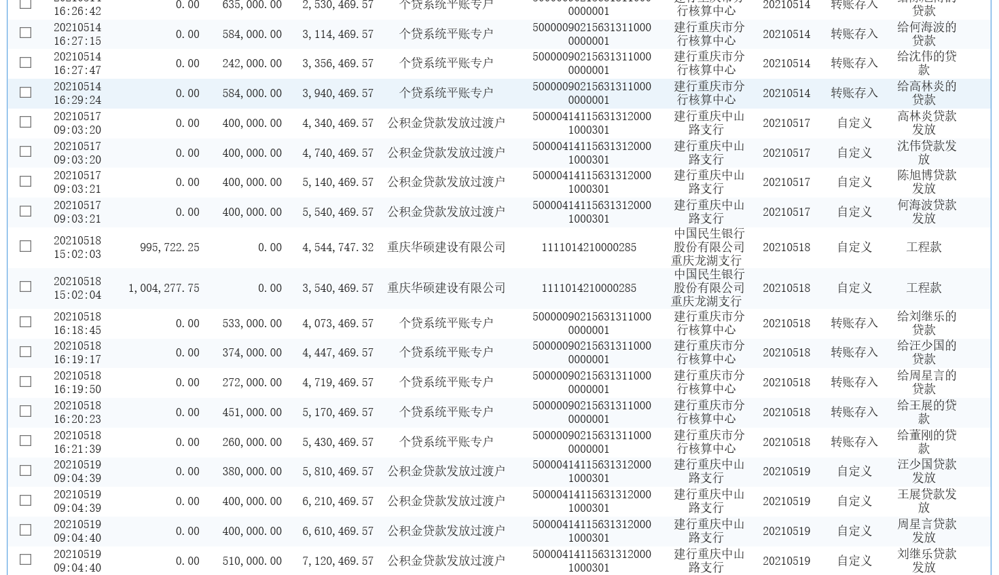 16:26:42 0.00 635,000.00 2,530,469.57 个贷系统平账专户 0000001 行核算中心 20210514 转账存入 贷款
20210514 50000090215631311000 建行重庆市分 给何海波的
16:27:15 0.00 584,000.00 3,114,469.57 个贷系统平账专户 0000001 行核算中心 20210514 转账存入 贷款
20210514 50000090215631311000 建行重庆市分 给沈伟的贷
16:27:47 0.00 242,000.00 3,356,469.57 个贷系统平账专户 0000001 行核算中心 20210514 转账存入 款
20210514 50000090215631311000 建行重庆市分 给高林炎的
16:29:24 0.00 584,000.00 3,940,469.57 个贷系统平账专户 0000001 行核算中心 20210514 转账存入 贷款
20210517 50000414115631312000 建行重庆中山 高林炎贷款
09:03:20 0.00 400,000.00 4,340,469.57 公积金贷款发放过渡户 1000301 路支行 20210517 自定义 发放
20210517 50000414115631312000 建行重庆中山 沈伟贷款发
09:03:20 0.00 400,000.00 4,740,469.57 公积金贷款发放过渡户 1000301 路支行 20210517 自定义 放
20210517 50000414115631312000 建行重庆中山 陈旭博贷款
09:03:21 0.00 400,000.00 5,140,469.57 公积金贷款发放过渡户 1000301 路支行 20210517 自定义 发放
20210517 50000414115631312000 建行重庆中山 何海波贷款
09:03:21 0.00 400,000.00 5,540,469.57 公积金贷款发放过渡户 1000301 路支行 20210517 自定义 发放
中国民生银行
20210518 995,722.25 0.00 4,544,747.32 重庆华硕建设有限公司 1111014210000285 股份有限公司 20210518 自定义 工程款
15:02:03 重庆龙湖支行
中国民生银行
20210518 1,004,277.75 0.00 3,540,469.57 重庆华硕建设有限公司 1111014210000285 股份有限公司 20210518 自定义 工程款
15:02:04 重庆龙湖支行
20210518 50000090215631311000 建行重庆市分 给刘继乐的
16:18:45 0.00 533,000.00 4,073,469.57 个贷系统平账专户 0000001 行核算中心 20210518 转账存入 贷款
20210518 50000090215631311000 建行重庆市分 给汪少国的
16:19:17 0.00 374,000.00 4,447,469.57 个贷系统平账专户 0000001 行核算中心 20210518 转账存入 贷款
20210518 50000090215631311000 建行重庆市分 给周星言的
16:19:50 0.00 272,000.00 4,719,469.57 个贷系统平账专户 0000001 行核算中心 20210518 转账存入 贷款
20210518 50000090215631311000 建行重庆市分 给王展的贷
16:20:23 0.00 451,000.00 5,170,469.57 个贷系统平账专户 0000001 行核算中心 20210518 转账存入 款
20210518 50000090215631311000 建行重庆市分 给董刚的贷
16:21:39 0.00 260,000.00 5,430,469.57 个贷系统平账专户 0000001 行核算中心 20210518 转账存入 款
20210519 50000414115631312000 建行重庆中山 汪少国贷款
09:04:39 0.00 380,000.00 5,810,469.57 公积金贷款发放过渡户 1000301 路支行 20210519 自定义 发放
20210519 50000414115631312000 建行重庆中山 王展贷款发
09:04:39 0.00 400,000.00 6,210,469.57 公积金贷款发放过渡户 1000301 路支行 20210519 自定义 放
20210519 50000414115631312000 建行重庆中山 周星言贷款
09:04:40 0.00 400,000.00 6,610,469.57 公积金贷款发放过渡户 1000301 路支行 20210519 自定义 发放
20210519 50000414115631312000 建行重庆中山 刘继乐贷款
09:04:40 0.00 510,000.00 7,120,469.57 公积金贷款发放过渡户 1000301 路支行 20210519 自定义 发放